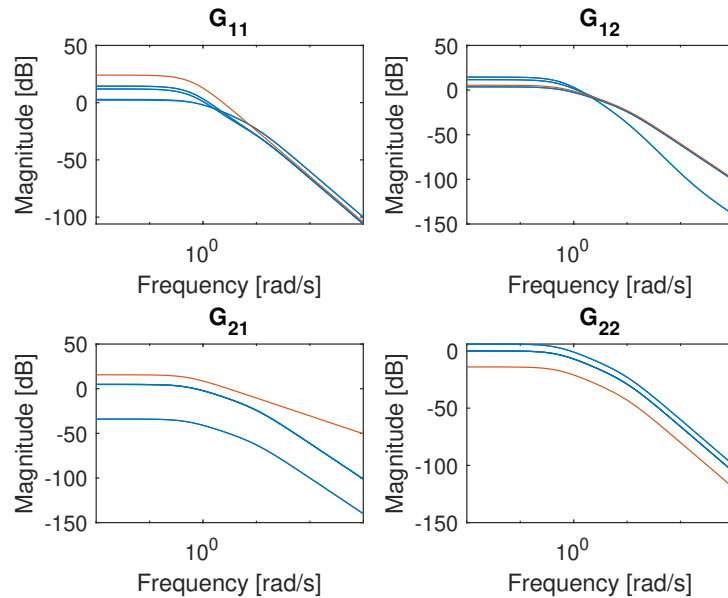 G11
G12
50
0
-50
-100
Magnitude [dB]
10^0
Frequency [rad/s]
50
0
-50
-100
-150
Magnitude [dB]
10^0
Frequency [rad/s]
G21
G22
50
0
-50
-100
-150
Magnitude [dB]
10^0
Frequency [rad/s]
0
-50
-100
-150
Magnitude [dB]
10^0
Frequency [rad/s]